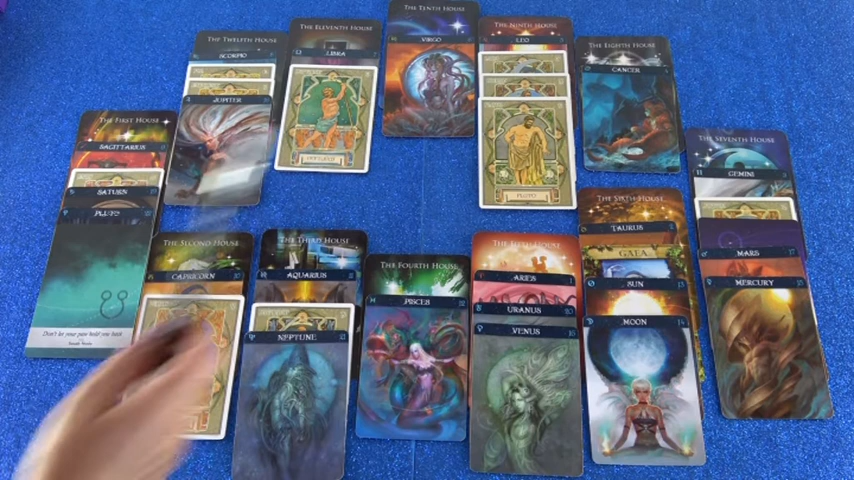 THE TENTH HOUSE
VIRGO
THE ELEVENTH HOUSE
LIBRA
THE NINTH HOUSE
LEO
THE TWELFTH HOUSE
SCORPIO
JUPITER
THE EIGHTH HOUSE
CANCER
NEPTUNE
PLUTO
THE FIRST HOUSE
SAGITTARIUS
SATURN
PLUTO
Don't let your past hold you back
THE SEVENTH HOUSE
GEMINI
MARS
MERCURY
THE SECOND HOUSE
CAPRICORN
THE THIRD HOUSE
AQUARIUS
NEPTUNE
THE FOURTH HOUSE
PISCES
THE FIFTH HOUSE
ARIES
URANUS
VENUS
THE SIXTH HOUSE
TAURUS
GAEA
SUN
MOON
14